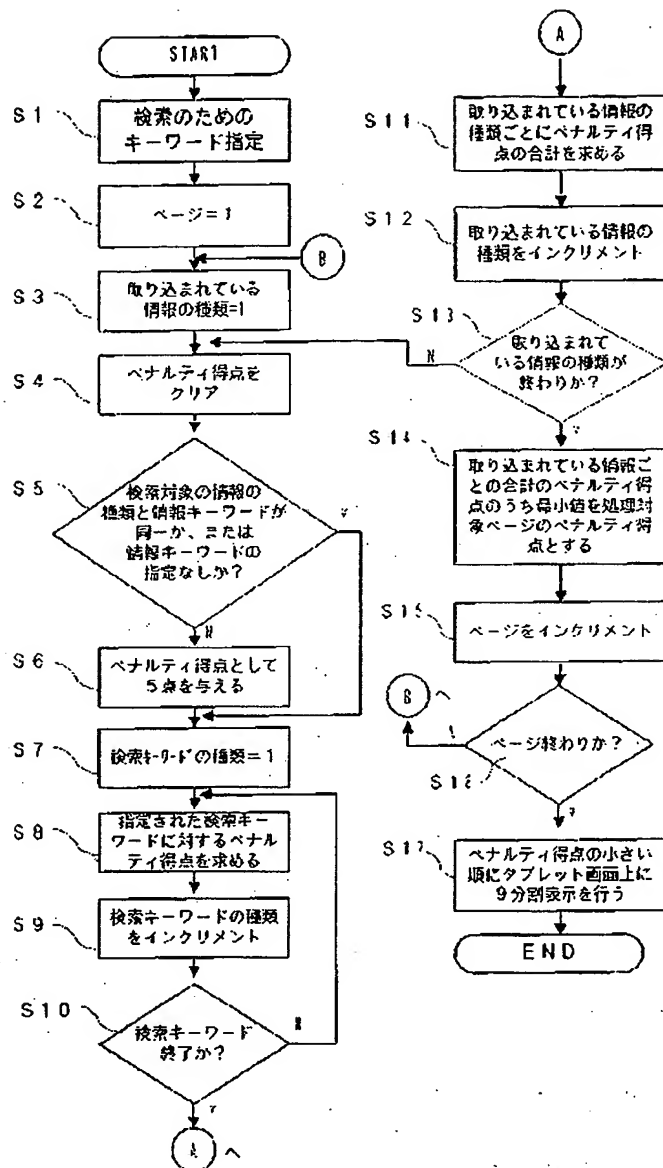 START
S1
検索のための
キーワード指定
S2
ページ=1
B
S3
取り込まれている
情報の種類=1
S4
ペナルティ得点を
クリア
S5
検索対象の情報の
種類と情報キーワードが
同一か、または
情報キーワードの
指定なしか?
Y
N
S6
ペナルティ得点として
5点を与える
S7
検索キーワードの種類=1
S8
指定された検索キー
ワードに対するペナル
ティ得点を求める
S9
検索キーワードの種類
をインクリメント
S10
検索キーワード
終了か?
N
Y
A へ
A
S11
取り込まれている情報の
種類ごとにペナルティ得
点の合計を求める
S12
取り込まれている情報の
種類をインクリメント
S13
取り込まれて
いる情報の種類が
終わりか?
N
Y
S14
取り込まれている情報ご
との合計のペナルティ得
点のうち最小値を処理対
象ページのペナルティ得
点とする
S15
ページをインクリメント
B へ
S16
ページ終わりか?
S17
ペナルティ得点の小さい
順にタブレット画面上に
9分割表示を行う
END